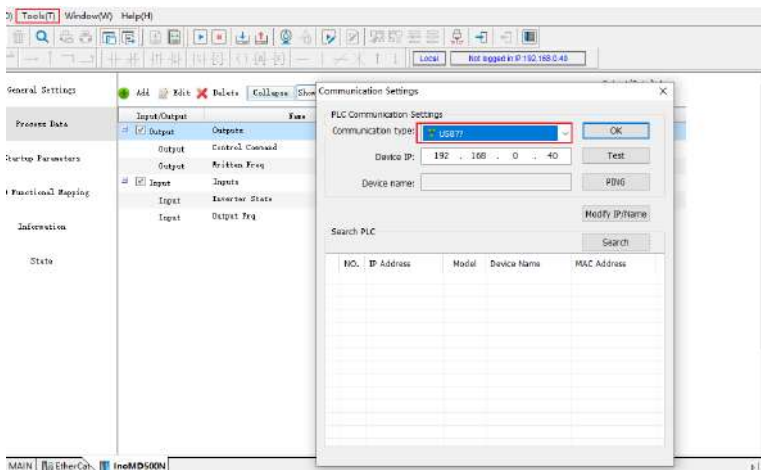 Tools(T) Window(W) Help(H)
Local Not logged in IP 192.168.0.40
General Settings
Process Data
Startup Parameters
Functional Mapping
Information
State
Add Edit Delete Collapse Show
Input/Output Name
Output Outputs
Output Control Command
Output Written Freq
Input Inputs
Input Inverter State
Input Output Frq
Communication Settings
PLC Communication Settings
Communication type: USB?? OK
Device IP: 192 . 168 . 0 . 40 Test
Device name: PING
Modify IP/Name
Search PLC
Search
NO. IP Address Model Device Name MAC Address
MAIN EtherCat InoMD500N